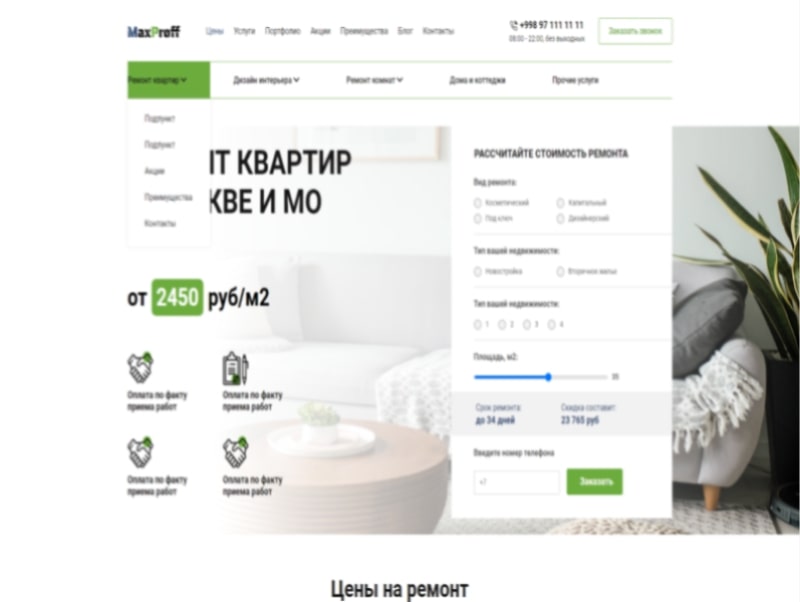 MaxProff
Цены Услуги Портфолио Акции Преимущества Блог Контакты
+998 97 111 11 11
08:00 - 22:00, без выходных
Заказать звонок
Ремонт квартир
Дизайн интерьера
Ремонт комнат
Дома и коттеджи
Прочие услуги
Подпункт
Подпункт
Акции
Преимущества
Контакты
НТ КВАРТИР
КВЕ И МО
от 2450 руб/м2
Оплата по факту
приема работ
Оплата по факту
приема работ
Оплата по факту
приема работ
Оплата по факту
приема работ
РАССЧИТАЙТЕ СТОИМОСТЬ РЕМОНТА
Вид ремонта:
Косметический
Капитальный
Под ключ
Дизайнерский
Тип вашей недвижимости:
Новостройка
Вторичное жилье
Тип вашей недвижимости:
1 2 3 4
Площадь, м2:
35
Срок ремонта:
до 34 дней
Скидка составит:
23 765 руб
Введите номер телефона
+7
Заказать
Цены на ремонт